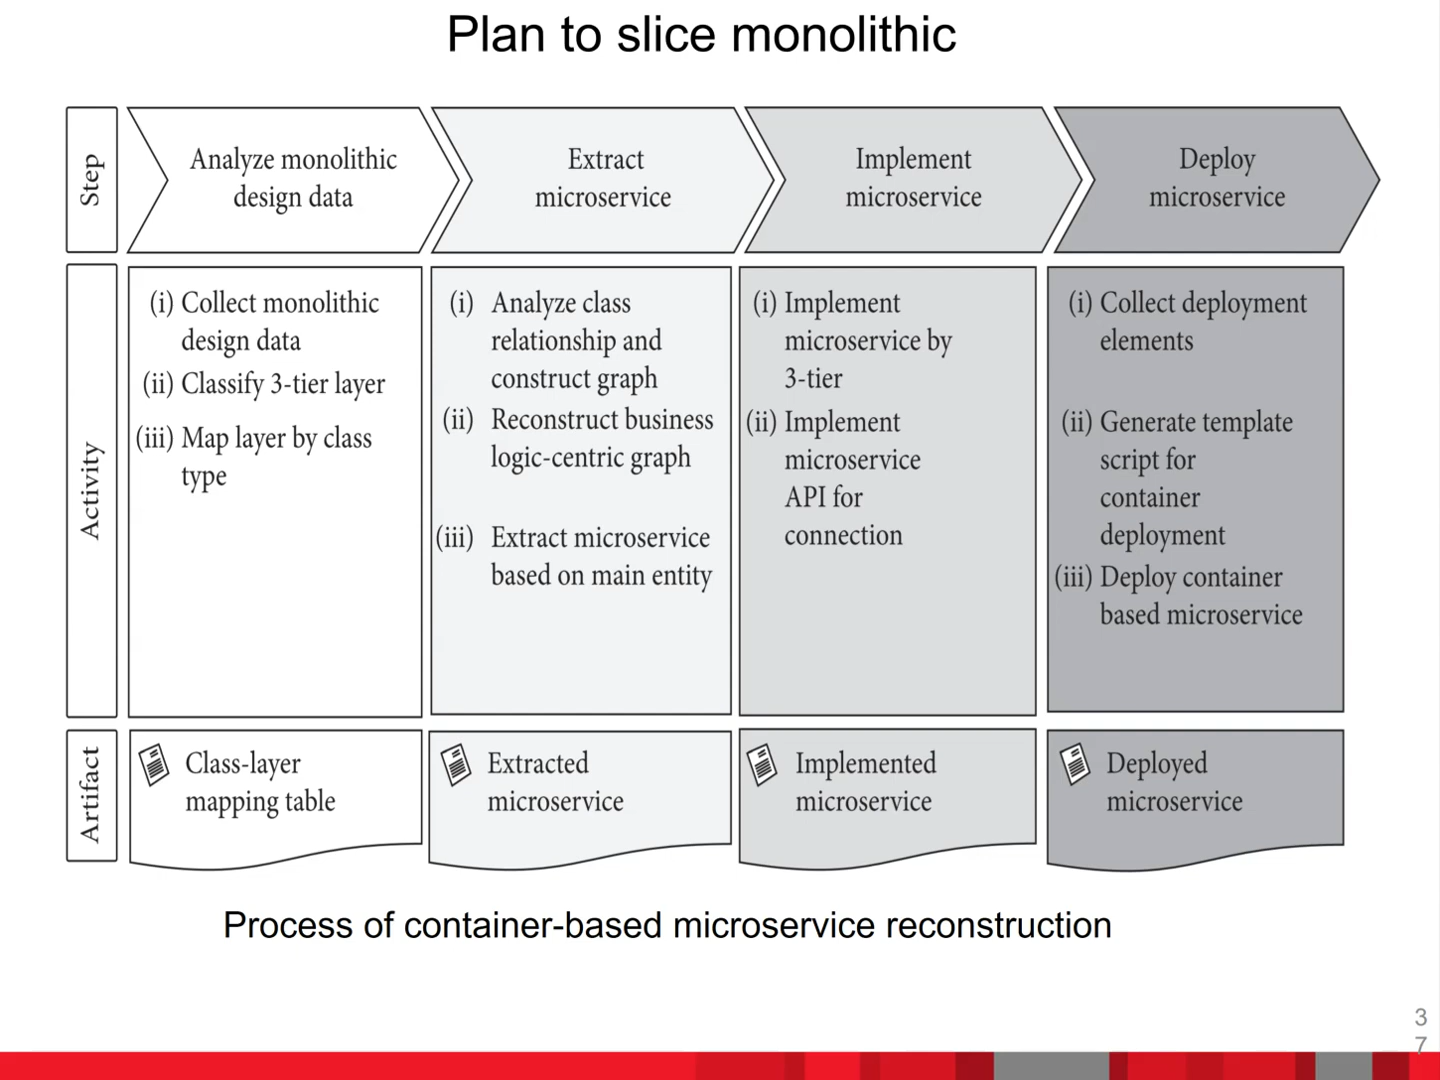 Plan to slice monolithic
Step
Analyze monolithic
design data
Extract
microservice
Implement
microservice
Deploy
microservice
Activity
(i) Collect monolithic
design data
(ii) Classify 3-tier layer
(iii) Map layer by class
type
(i) Analyze class
relationship and
construct graph
(ii) Reconstruct business
logic-centric graph
(iii) Extract microservice
based on main entity
(i) Implement
microservice by
3-tier
(ii) Implement
microservice
API for
connection
(i) Collect deployment
elements
(ii) Generate template
script for
container
deployment
(iii) Deploy container
based microservice
Artifact
Class-layer
mapping table
Extracted
microservice
Implemented
microservice
Deployed
microservice
Process of container-based microservice reconstruction
3
7